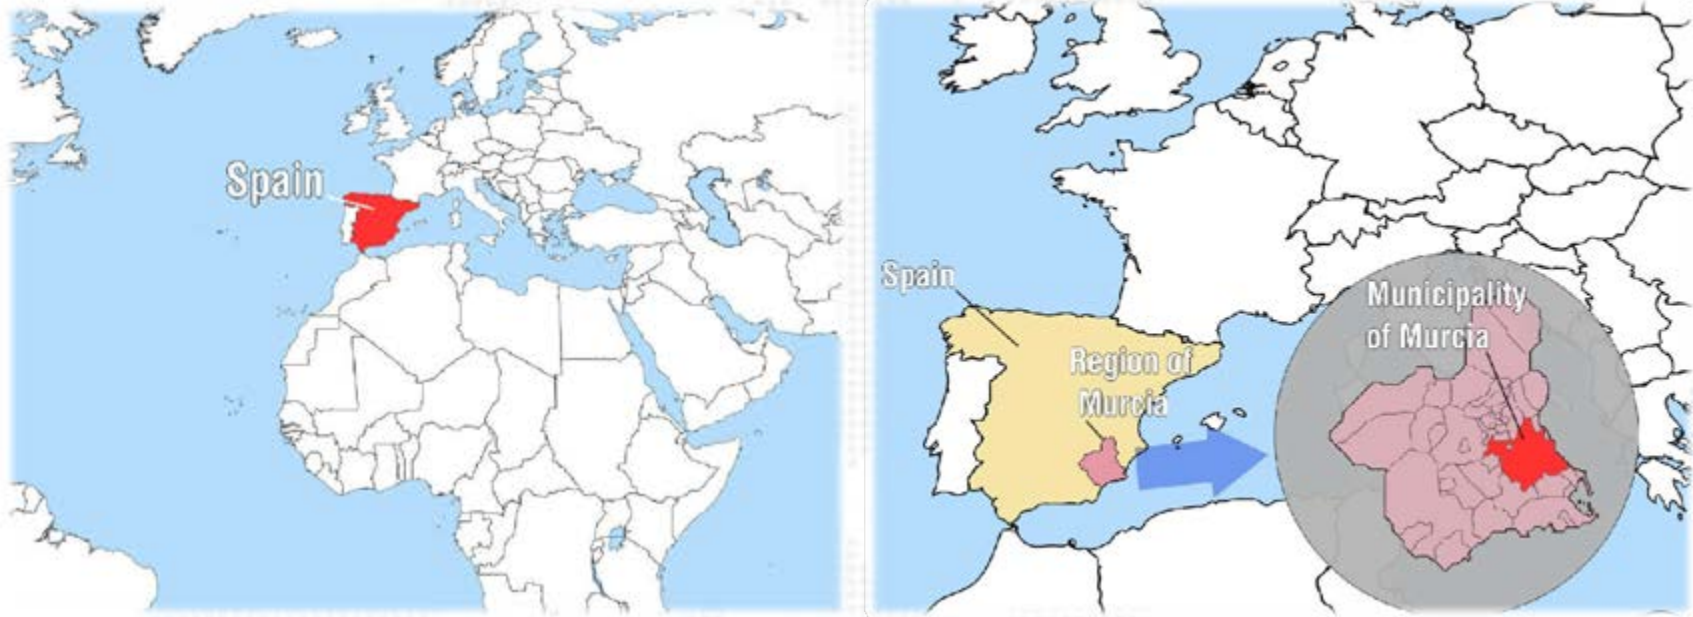 Spain
Spain
Region of
Murcia
Municipality
of Murcia